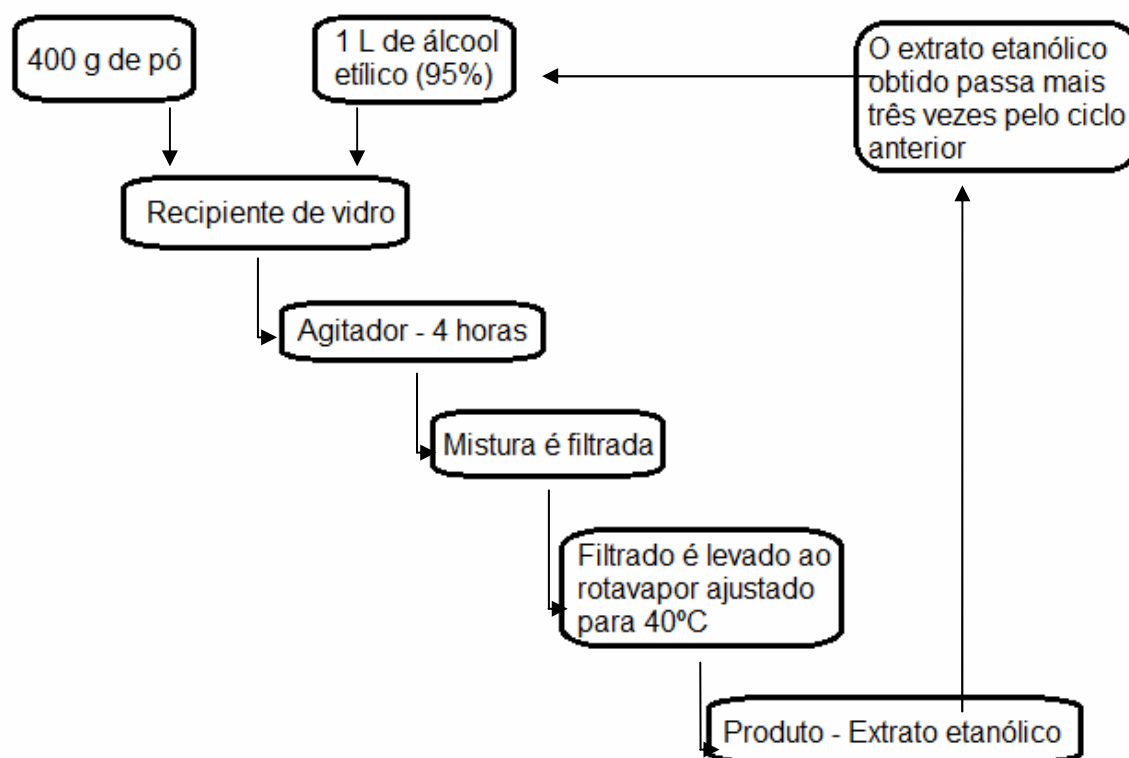 400 g de pó
1 L de álcool
etílico (95%)
O extrato etanólico
obtido passa mais
três vezes pelo ciclo
anterior
Recipiente de vidro
Agitador - 4 horas
Mistura é filtrada
Filtrado é levado ao
rotavapor ajustado
para 40ºC
Produto - Extrato etanólico